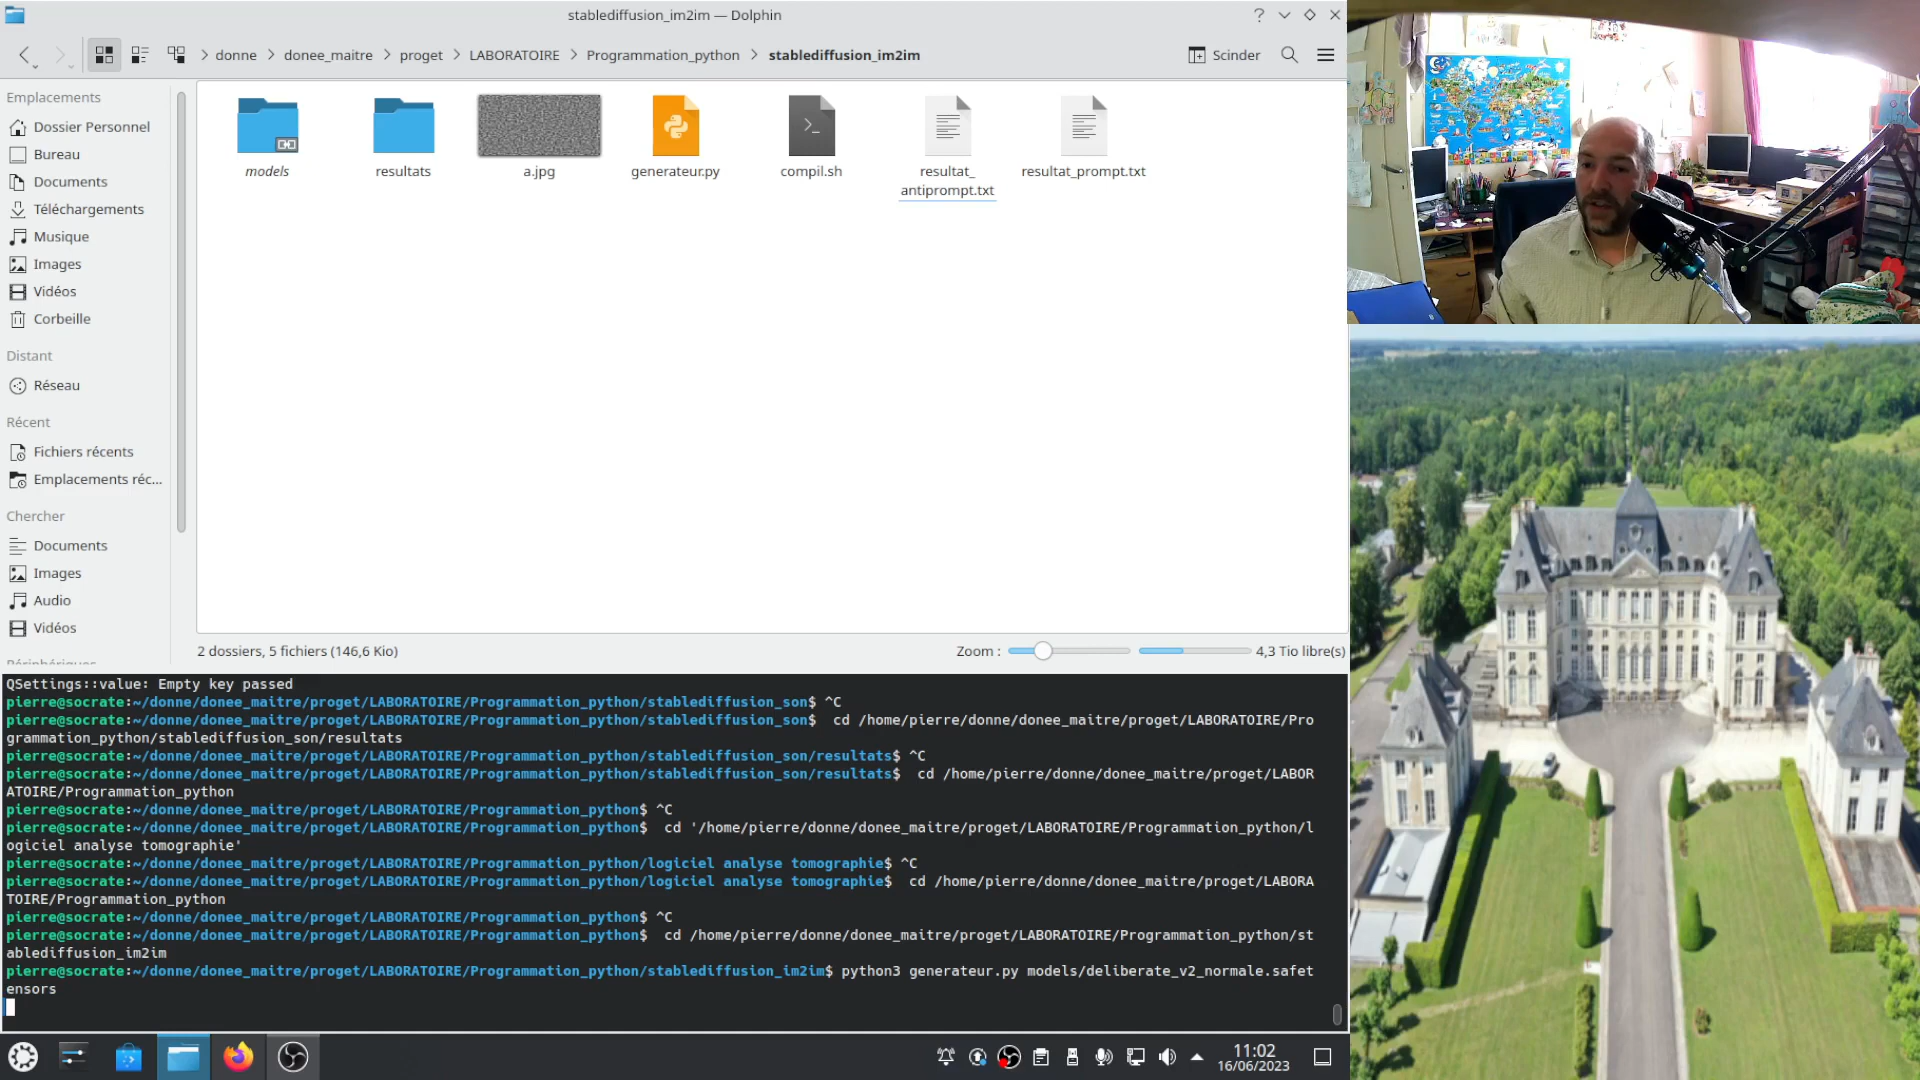 stablediffusion_im2im — Dolphin
donne
donee_maitre
proget
LABORATOIRE
Programmation_python
stablediffusion_im2im
Scinder
Emplacements
Dossier Personnel
Bureau
Documents
Téléchargements
Musique
Images
Vidéos
Corbeille
Distant
Réseau
Récent
Fichiers récents
Emplacements réc...
Chercher
Documents
Images
Audio
Vidéos
models
resultats
a.jpg
generateur.py
compil.sh
resultat_
antiprompt.txt
resultat_prompt.txt
2 dossiers, 5 fichiers (146,6 Kio)
Zoom :
4,3 Tio libre(s)
QSettings::value: Empty key passed
pierre@socrate:~/donne/donee_maitre/proget/LABORATOIRE/Programmation_python/stablediffusion_son$ ^C
pierre@socrate:~/donne/donee_maitre/proget/LABORATOIRE/Programmation_python/stablediffusion_son$  cd /home/pierre/donne/donee_maitre/proget/LABORATOIRE/Pro
grammation_python/stablediffusion_son/resultats
pierre@socrate:~/donne/donee_maitre/proget/LABORATOIRE/Programmation_python/stablediffusion_son/resultats$ ^C
pierre@socrate:~/donne/donee_maitre/proget/LABORATOIRE/Programmation_python/stablediffusion_son/resultats$  cd /home/pierre/donne/donee_maitre/proget/LABOR
ATOIRE/Programmation_python
pierre@socrate:~/donne/donee_maitre/proget/LABORATOIRE/Programmation_python$ ^C
pierre@socrate:~/donne/donee_maitre/proget/LABORATOIRE/Programmation_python$  cd '/home/pierre/donne/donee_maitre/proget/LABORATOIRE/Programmation_python/l
ogiciel analyse tomographie'
pierre@socrate:~/donne/donee_maitre/proget/LABORATOIRE/Programmation_python/logiciel analyse tomographie$ ^C
pierre@socrate:~/donne/donee_maitre/proget/LABORATOIRE/Programmation_python/logiciel analyse tomographie$  cd /home/pierre/donne/donee_maitre/proget/LABORA
TOIRE/Programmation_python
pierre@socrate:~/donne/donee_maitre/proget/LABORATOIRE/Programmation_python$ ^C
pierre@socrate:~/donne/donee_maitre/proget/LABORATOIRE/Programmation_python$  cd /home/pierre/donne/donee_maitre/proget/LABORATOIRE/Programmation_python/st
ablediffusion_im2im
pierre@socrate:~/donne/donee_maitre/proget/LABORATOIRE/Programmation_python/stablediffusion_im2im$ python3 generateur.py models/deliberate_v2_normale.safet
ensors
11:02
16/06/2023